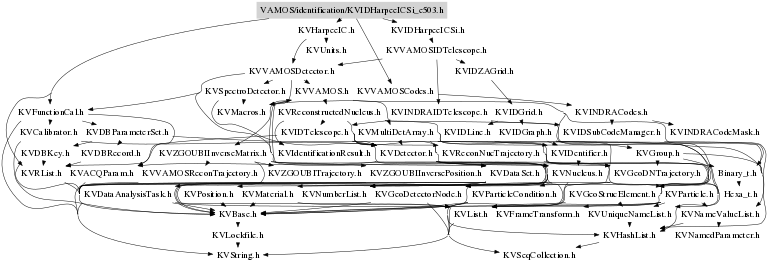 VAMOS/identification/KVIDHarpeeICSi_e503.h
KVHarpeeIC.h KVIDHarpeeICSi.h
KVUnits.h KVVAMOSIDTelescope.h
KVVAMOSDetector.h KVIDZAGrid.h
KVSpectroDetector.h KVVAMOS.h KVVAMOSCodes.h
KVFunctionCal.h KVMacros.h KVReconstructedNucleus.h KVINDRAIDTelescope.h KVIDGrid.h KVINDRACodes.h
KVCalibrator.h KVDBParameterSet.h KVIDTelescope.h KVMultiDetArray.h KVIDLine.h KVIDGraph.h KVIDSubCodeManager.h KVINDRACodeMask.h
KVDBKey.h KVDBRecord.h KVZGOUBIInverseMatrix.h KVIdentificationResult.h KVDetector.h KVReconNucTrajectory.h KVIDentifier.h KVGroup.h
KVRList.h KVACQParam.h KVVAMOSReconTrajectory.h KVZGOUBITrajectory.h KVZGOUBIInversePosition.h KVDataSet.h KVNucleus.h KVGeoDNTrajectory.h Binary_t.h
KVDataAnalysisTask.h KVPosition.h KVMaterial.h KVNumberList.h KVGeoDetectorNode.h KVParticleCondition.h KVGeoStrucElement.h KVParticle.h Hexa_t.h
KVBase.h KVList.h KVFrameTransform.h KVUniqueNameList.h KVNameValueList.h
KVLockfile.h KVHashList.h KVNamedParameter.h
KVString.h KVSeqCollection.h